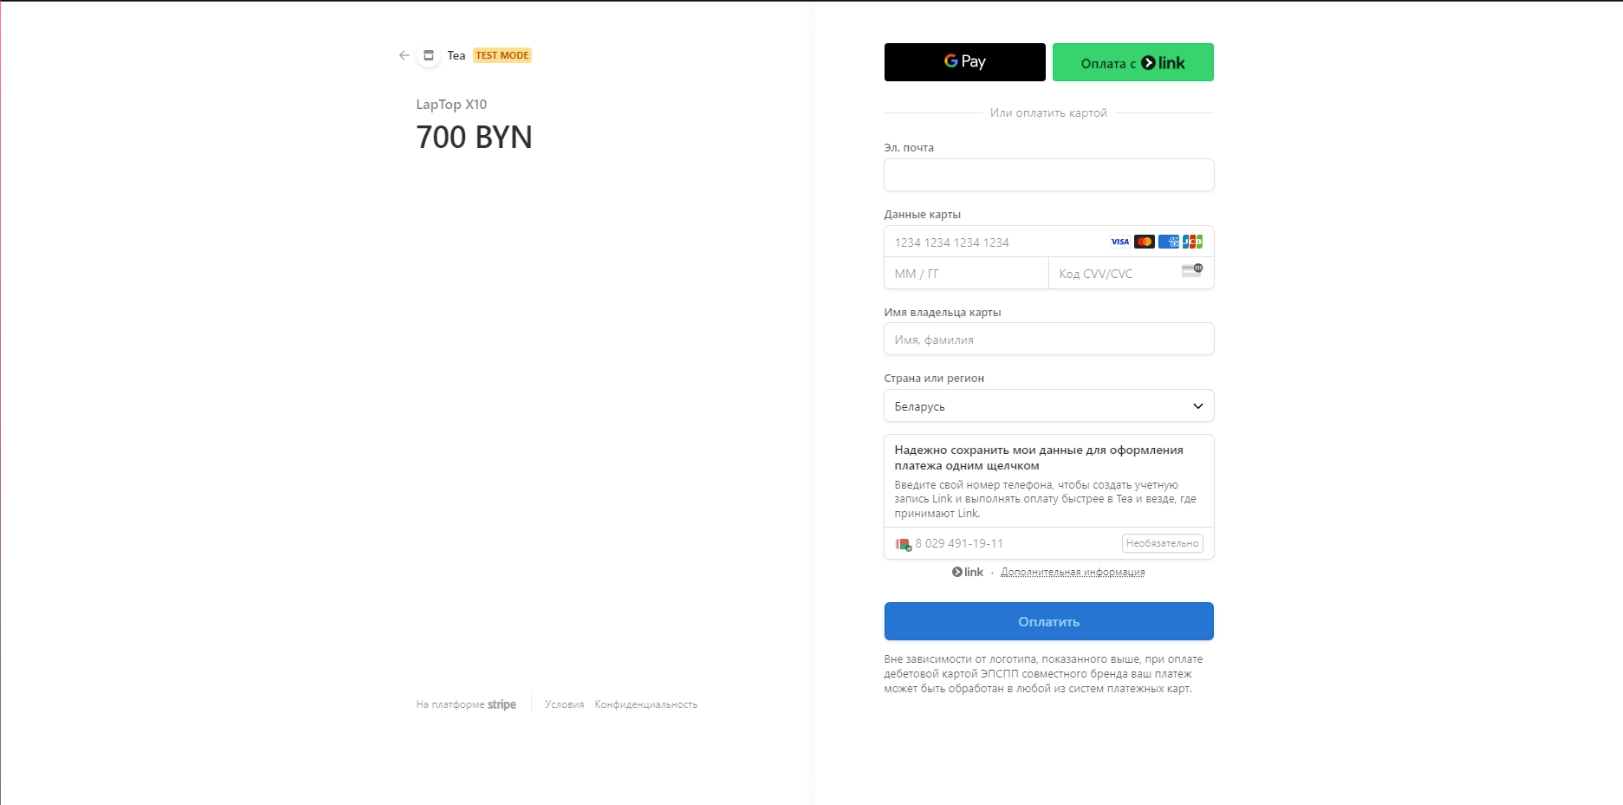 Tea TEST MODE
LapTop X10
700 BYN
На платформе stripe
Условия Конфиденциальность
G Pay
Оплата с link
Или оплатить картой
Эл. почта
Данные карты
1234 1234 1234 1234 VISA JCB
ММ / ГГ
Код CVV/CVC
Имя владельца карты
Имя, фамилия
Страна или регион
Беларусь
Надежно сохранить мои данные для оформления
платежа одним щелчком
Введите свой номер телефона, чтобы создать учетную
запись Link и выполнять оплату быстрее в Tea и везде, где
принимают Link.
8 029 491-19-11 Необязательно
link · Дополнительная информация
Оплатить
Вне зависимости от логотипа, показанного выше, при оплате
дебетовой картой ЭПСПП совместного бренда ваш платеж
может быть обработан в любой из систем платежных карт.